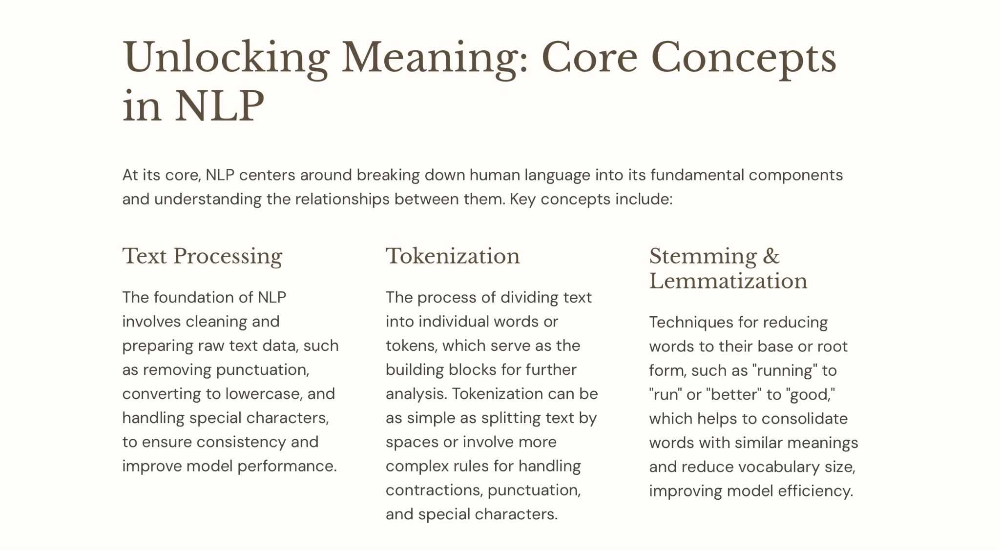 Unlocking Meaning: Core Concepts
in NLP
At its core, NLP centers around breaking down human language into its fundamental components
and understanding the relationships between them. Key concepts include:
Text Processing
The foundation of NLP
involves cleaning and
preparing raw text data, such
as removing punctuation,
converting to lowercase, and
handling special characters,
to ensure consistency and
improve model performance.
Tokenization
The process of dividing text
into individual words or
tokens, which serve as the
building blocks for further
analysis. Tokenization can be
as simple as splitting text by
spaces or involve more
complex rules for handling
contractions, punctuation,
and special characters.
Stemming &
Lemmatization
Techniques for reducing
words to their base or root
form, such as "running" to
"run" or "better" to "good,"
which helps to consolidate
words with similar meanings
and reduce vocabulary size,
improving model efficiency.